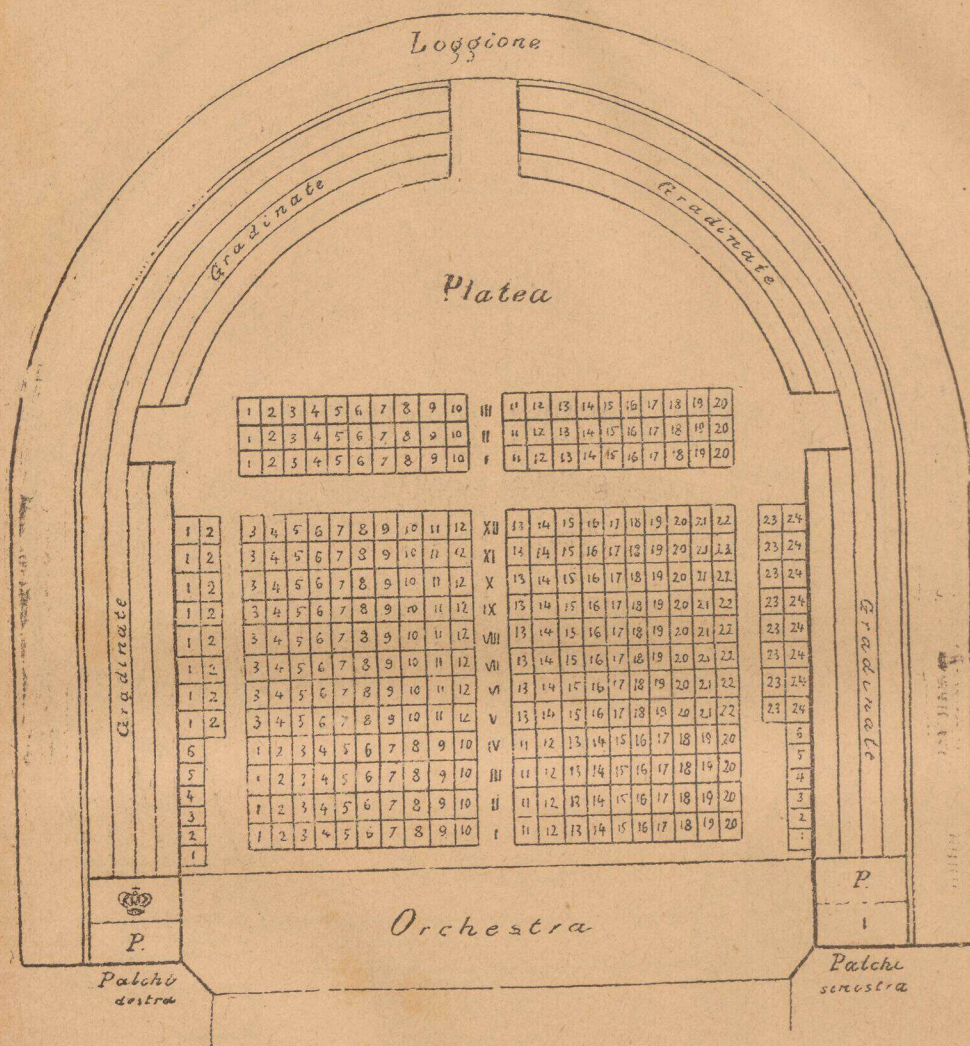 Loggione
Gradinate
Gradinate
Platea
1 2 3 4 5 6 7 8 9 10 III 11 12 13 14 15 16 17 18 19 20
1 2 3 4 5 6 7 8 9 10 II 11 12 13 14 15 16 17 18 19 20
1 2 3 4 5 6 7 8 9 10 I 11 12 13 14 15 16 17 18 19 20
1 2 3 4 5 6 7 8 9 10 11 12 XII 13 14 15 16 17 18 19 20 21 22 23 24
1 2 3 4 5 6 7 8 9 10 11 12 XI 13 14 15 16 17 18 19 20 21 22 23 24
1 2 3 4 5 6 7 8 9 10 11 12 X 13 14 15 16 17 18 19 20 21 22 23 24
1 2 3 4 5 6 7 8 9 10 11 12 IX 13 14 15 16 17 18 19 20 21 22 23 24
1 2 3 4 5 6 7 8 9 10 11 12 VIII 13 14 15 16 17 18 19 20 21 22 23 24
1 2 3 4 5 6 7 8 9 10 11 12 VII 13 14 15 16 17 18 19 20 21 22 23 24
1 2 3 4 5 6 7 8 9 10 11 12 VI 13 14 15 16 17 18 19 20 21 22 23 24
1 2 3 4 5 6 7 8 9 10 11 12 V 13 14 15 16 17 18 19 20 21 22 23 24
6 1 2 3 4 5 6 7 8 9 10 IV 11 12 13 14 15 16 17 18 19 20 6
5 1 2 3 4 5 6 7 8 9 10 III 11 12 13 14 15 16 17 18 19 20 5
4
4
3 1 2 3 4 5 6 7 8 9 10 II 11 12 13 14 15 16 17 18 19 20 3
2 1 2 3 4 5 6 7 8 9 10 I 11 12 13 14 15 16 17 18 19 20 2
1
1
Gradinate
Gradinate
P.
P.
1
Orchestra
Palchi
destra
Palchi
sinistra